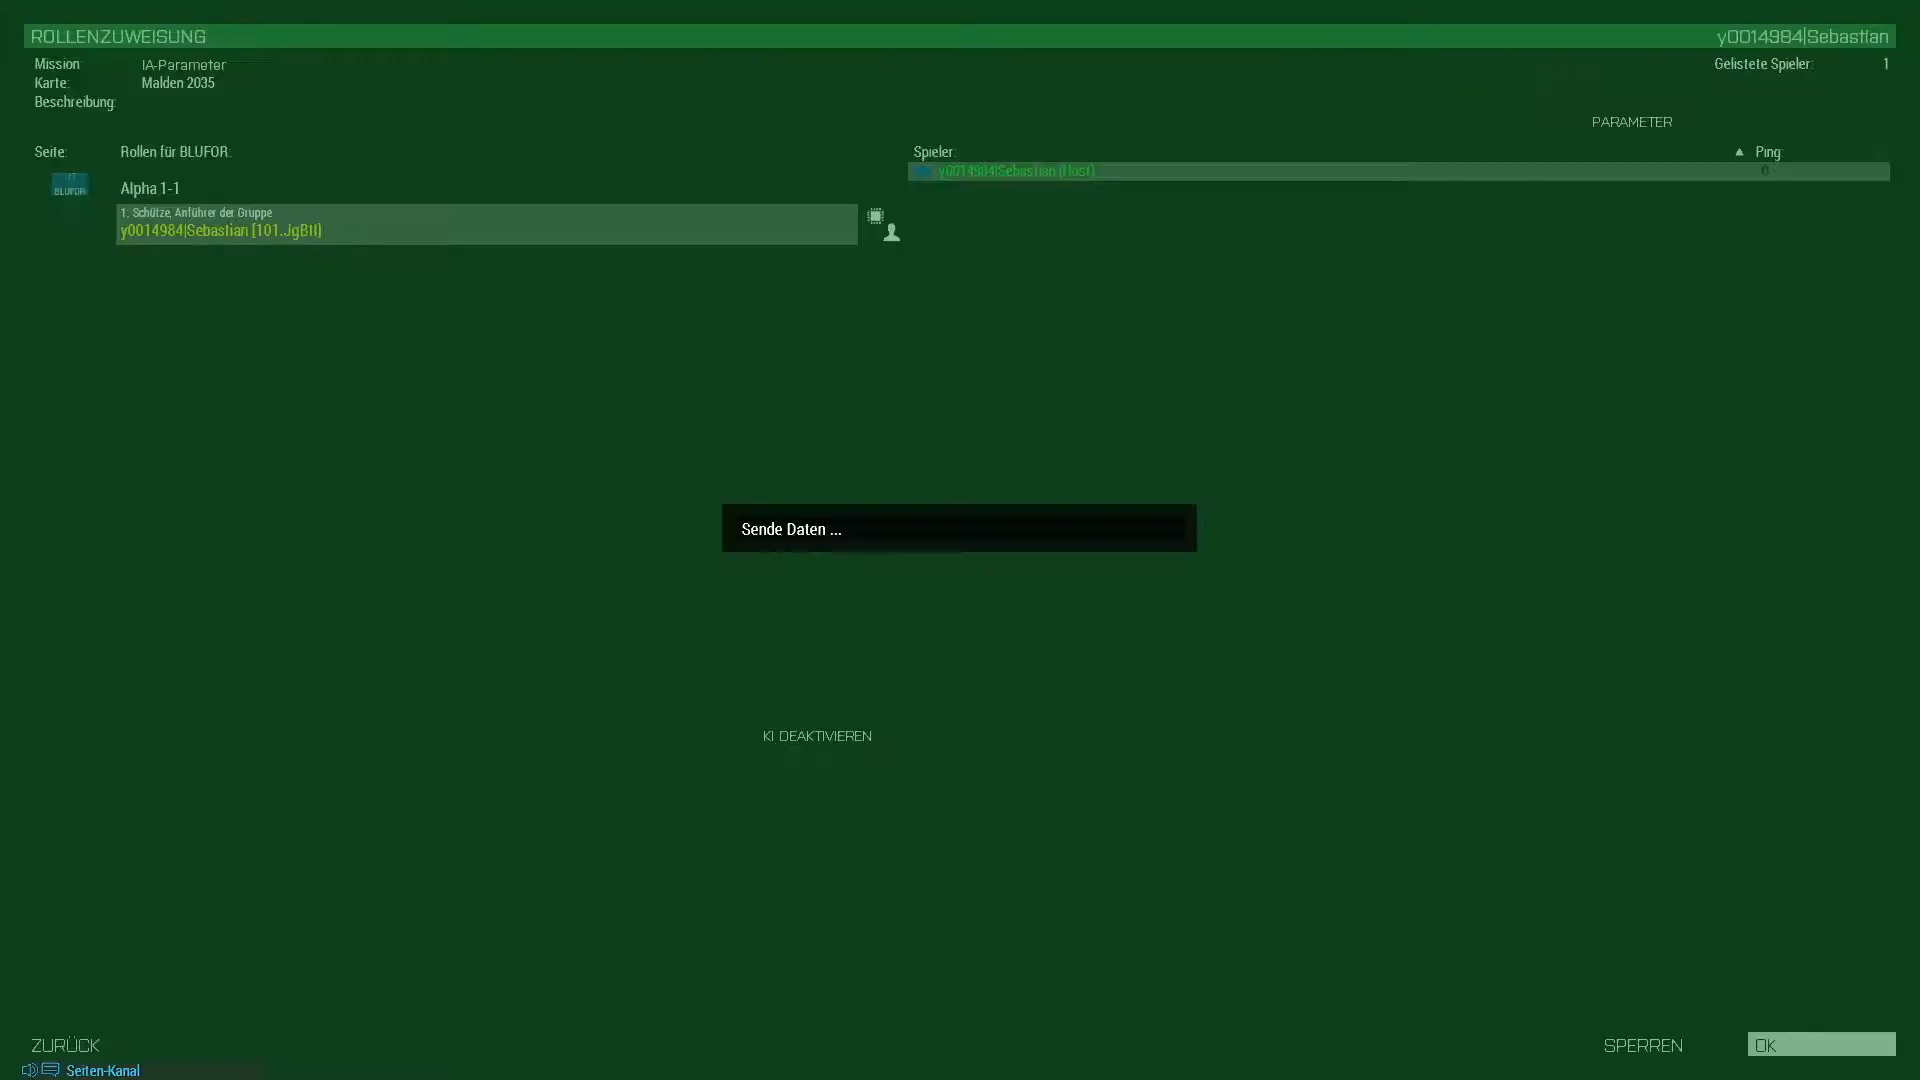 ROLLENZUWEISUNG
y0014984|Sebastian
Mission: IA-Parameter
Gelistete Spieler: 1
Karte: Malden 2035
Beschreibung:
PARAMETER
Seite: Rollen für BLUFOR:
Spieler: ▲ Ping:
y0014984|Sebastian (Host) 0
BLUFOR
Alpha 1-1
1: Schütze, Anführer der Gruppe
y0014984|Sebastian [101.JgBtl]
Sende Daten ...
KI DEAKTIVIEREN
ZURÜCK
SPERREN
OK
Seiten-Kanal